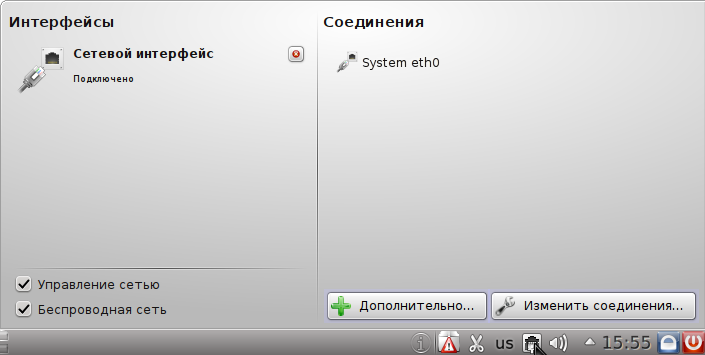 Интерфейсы
Сетевой интерфейс
Подключено
Управление сетью
Беспроводная сеть
Соединения
System eth0
Дополнительно...
Изменить соединения...
us
15:55